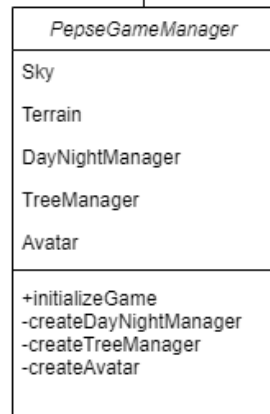 PepseGameManager
Sky
Terrain
DayNightManager
TreeManager
Avatar
+initializeGame
-createDayNightManager
-createTreeManager
-createAvatar